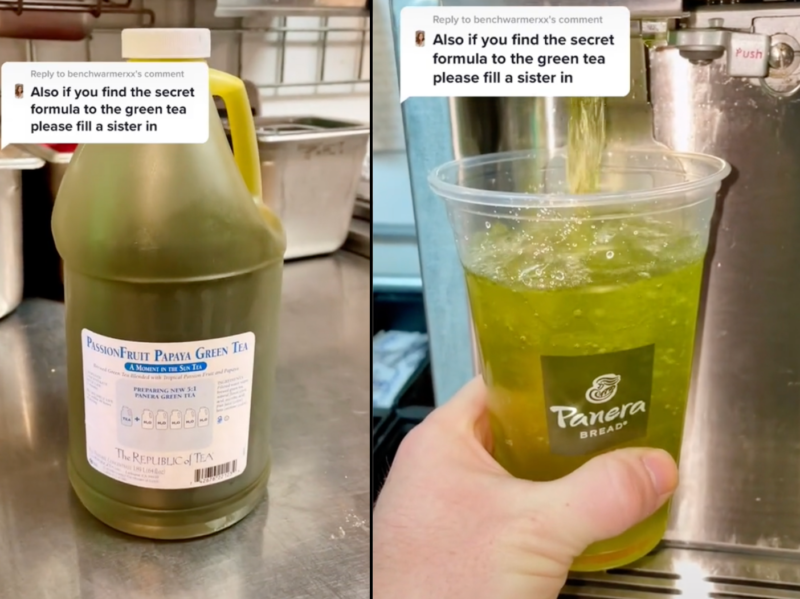 Reply to benchwarmerxx's comment
Also if you find the secret
formula to the green tea
please fill a sister in
PASSIONFRUIT PAPAYA GREEN TEA
A MOMENT IN THE SUN TEA
PREPARING NEW 5:1
PANERA GREEN TEA
THE REPUBLIC of TEA
Reply to benchwarmerxx's comment
Also if you find the secret
formula to the green tea
please fill a sister in
PUSH
Panera
BREAD®